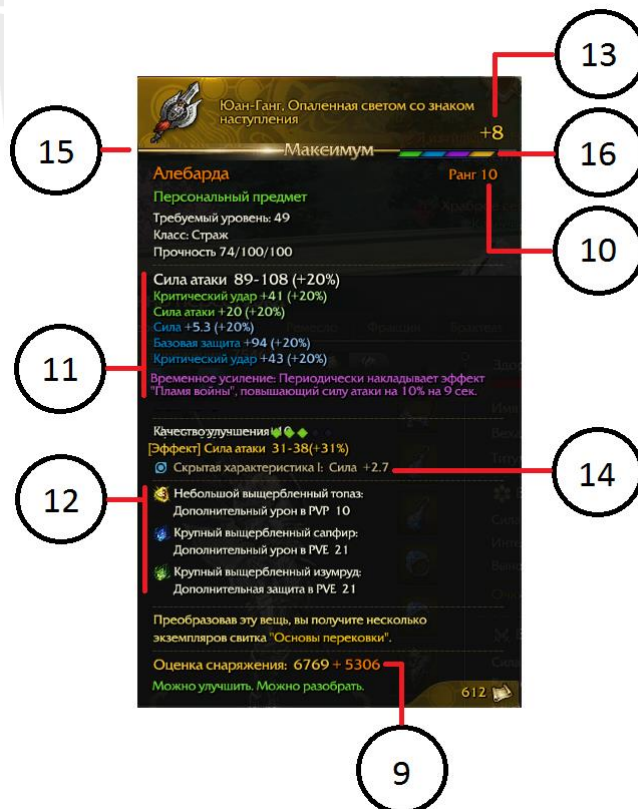 13
Юан-Ганг, Опаленная светом со знаком
наступления
+8
15
Максимум
16
Алебарда
Ранг 10
Персональный предмет
Требуемый уровень: 49
Класс: Страж
Прочность 74/100/100
10
Сила атаки 89-108 (+20%)
Критический удар +41 (+20%)
Сила атаки +20 (+20%)
Сила +5.3 (+20%)
Базовая защита +94 (+20%)
Критический удар +43 (+20%)
11
Временное усиление: Периодически накладывает эффект
"Пламя войны", повышающий силу атаки на 10% на 9 сек.
Качество улучшения
[Эффект] Сила атаки 31-38(+31%)
Скрытая характеристика I: Сила +2.7
14
12
Небольшой выщербленный топаз:
Дополнительный урон в PVP 10
Крупный выщербленный сапфир:
Дополнительный урон в PVE 21
Крупный выщербленный изумруд:
Дополнительная защита в PVE 21
Преобразовав эту вещь, вы получите несколько
экземпляров свитка "Основы перековки".
Оценка снаряжения: 6769 + 5306
Можно улучшить. Можно разобрать.
612
9